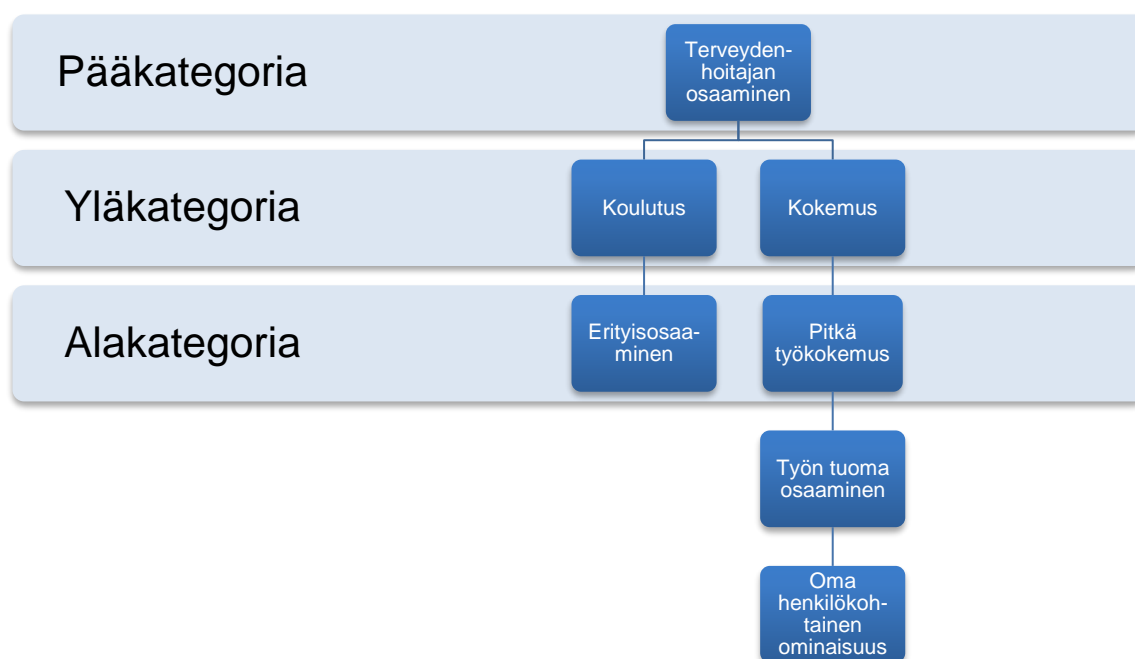 Pääkategoria
Terveyden-
hoitajan
osaaminen
Yläkategoria
Koulutus
Kokemus
Alakategoria
Erityisosaa-
minen
Pitkä
työkokemus
Työn tuoma
osaaminen
Oma
henkilökoh-
tainen
ominaisuus